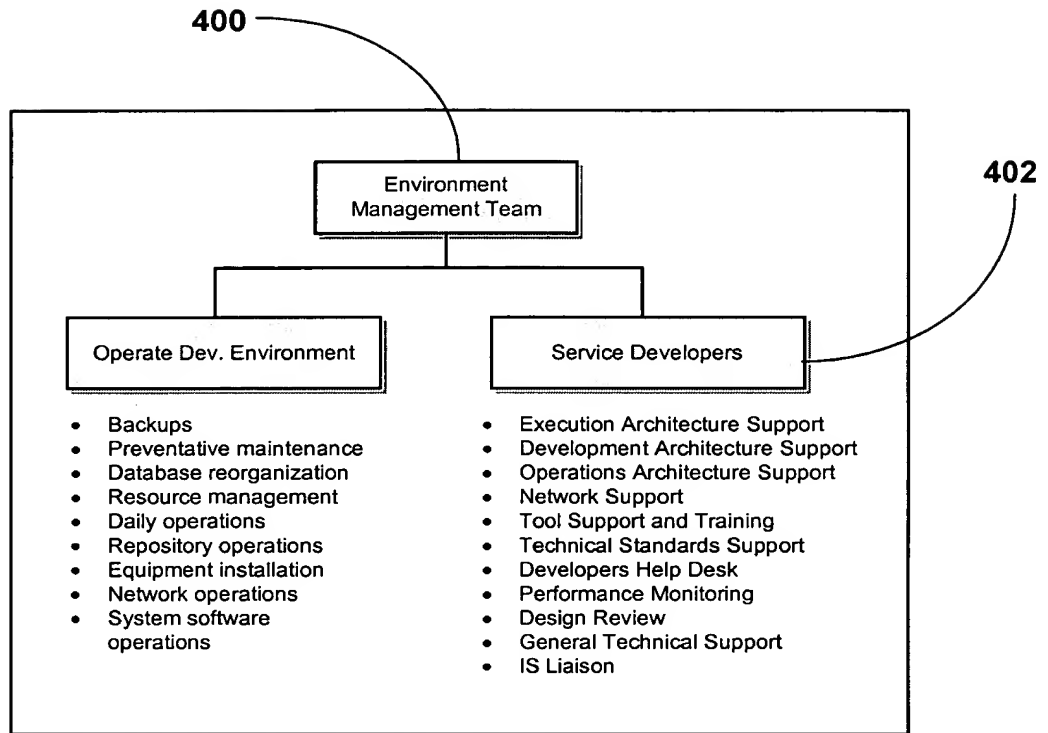 400
402
Environment
Management Team
Operate Dev. Environment
• Backups
• Preventative maintenance
• Database reorganization
• Resource management
• Daily operations
• Repository operations
• Equipment installation
• Network operations
• System software
operations
Service Developers
• Execution Architecture Support
• Development Architecture Support
• Operations Architecture Support
• Network Support
• Tool Support and Training
• Technical Standards Support
• Developers Help Desk
• Performance Monitoring
• Design Review
• General Technical Support
• IS Liaison